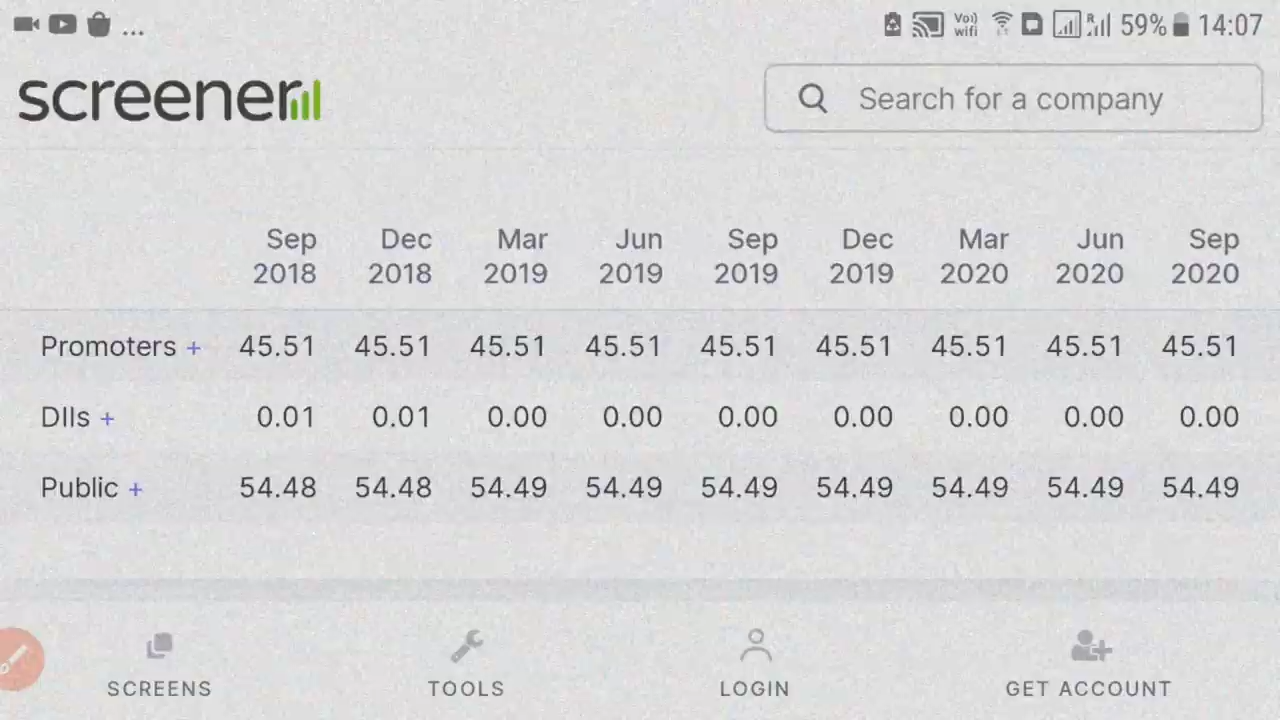 ... Vo) wifi R 59% 14:07
screener Search for a company
Sep Dec Mar Jun Sep Dec Mar Jun Sep
2018 2018 2019 2019 2019 2019 2020 2020 2020
Promoters + 45.51 45.51 45.51 45.51 45.51 45.51 45.51 45.51 45.51
DIIs + 0.01 0.01 0.00 0.00 0.00 0.00 0.00 0.00 0.00
Public + 54.48 54.48 54.49 54.49 54.49 54.49 54.49 54.49 54.49
SCREENS TOOLS LOGIN GET ACCOUNT